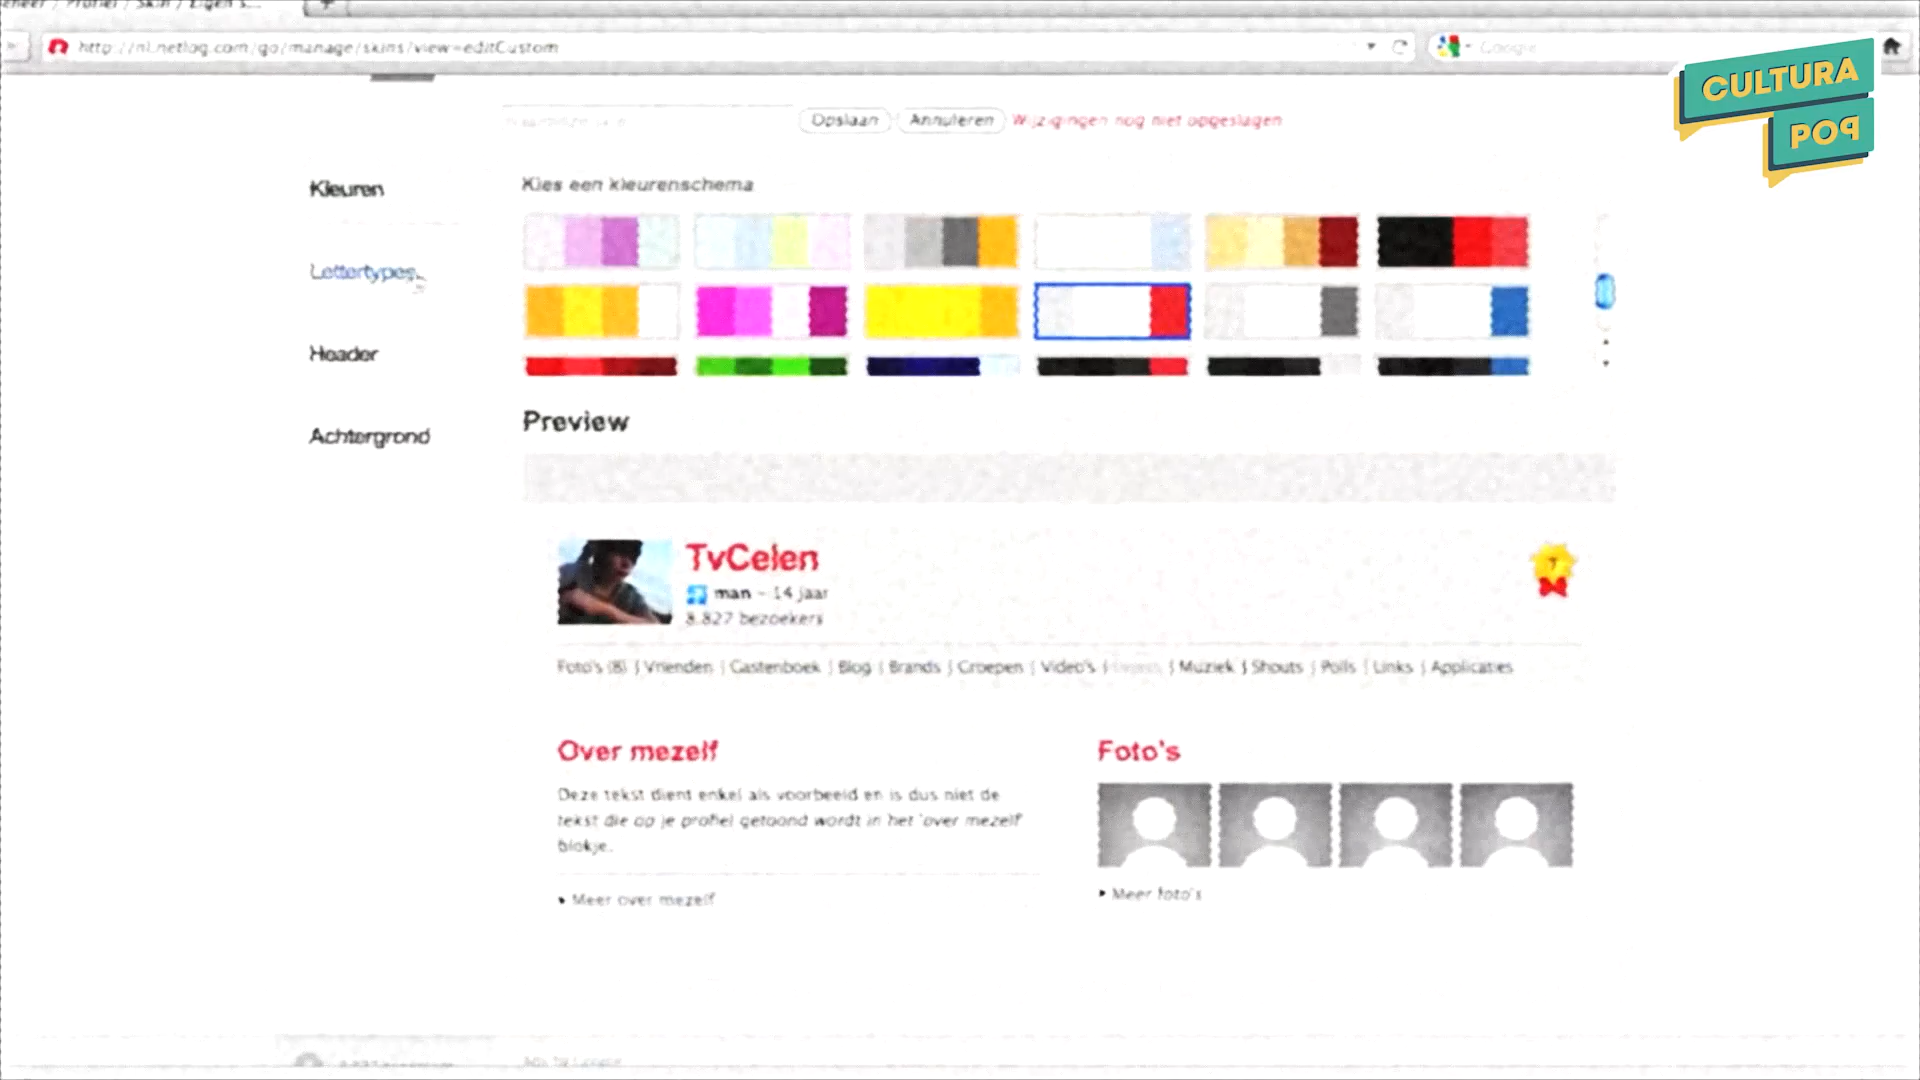 http://nl.netlog.com/go/manage/skins/view=editCustom
Google
CULTURA
POP
Opslaan
Annuleren
Wijzigingen nog niet opgeslagen
Kleuren
Kies een kleurenschema
Lettertypes
Header
Achtergrond
Preview
TvCelen
man - 14 jaar
8.827 bezoekers
Foto's (8) | Vrienden | Gastenboek | Blog | Brands | Groepen | Video's | | Muziek | Shouts | Polls | Links | Applicaties
Over mezelf
Deze tekst dient enkel als voorbeeld en is dus niet de
tekst die op je profiel getoond wordt in het 'over mezelf'
blokje.
Meer over mezelf
Foto's
Meer foto's